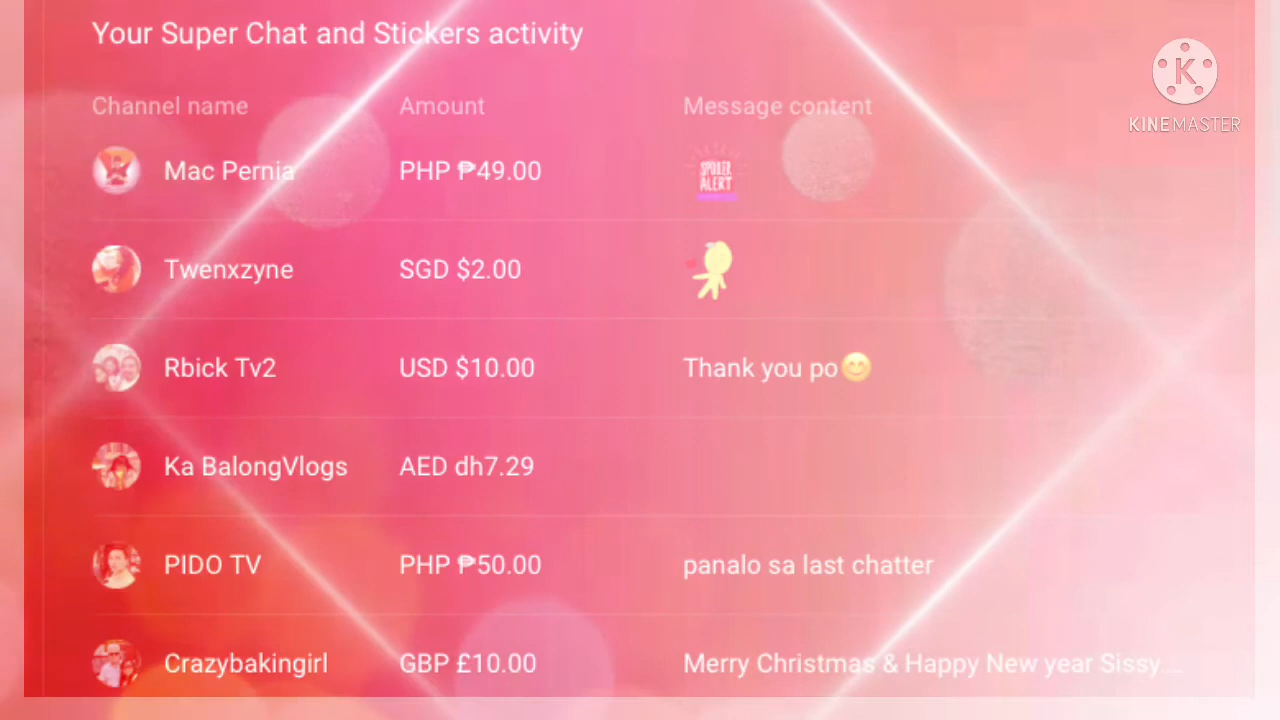 Your Super Chat and Stickers activity
Channel name Amount Message content
Mac Pernia PHP ₱49.00 SPOILER ALERT
Twenxzyne SGD $2.00
Rbick Tv2 USD $10.00 Thank you po😊
Ka BalongVlogs AED dh7.29
PIDO TV PHP ₱50.00 panalo sa last chatter
Crazybakingirl GBP £10.00 Merry Christmas & Happy New year Sissy....
K
KINEMASTER